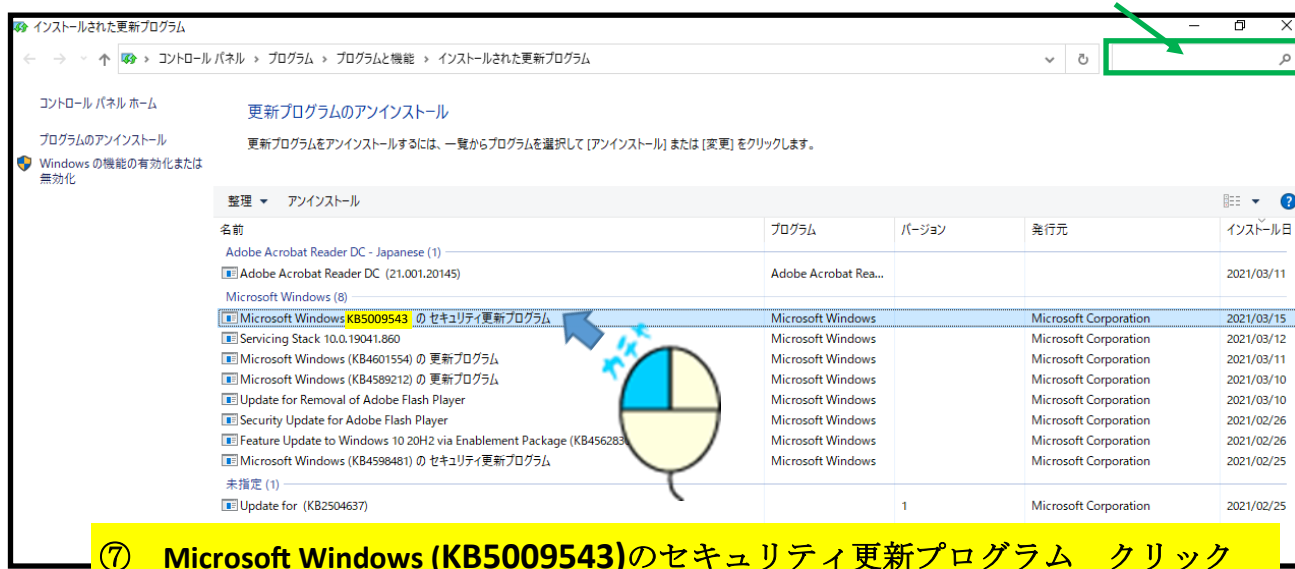 インストールされた更新プログラム
コントロール パネル > プログラム > プログラムと機能 > インストールされた更新プログラム
コントロール パネル ホーム
プログラムのアンインストール
Windows の機能の有効化または
無効化
更新プログラムのアンインストール
更新プログラムをアンインストールするには、一覧からプログラムを選択して [アンインストール] または [変更] をクリックします。
整理 アンインストール
名前 プログラム バージョン 発行元 インストール日
Adobe Acrobat Reader DC - Japanese (1)
Adobe Acrobat Reader DC (21.001.20145) Adobe Acrobat Rea... 2021/03/11
Microsoft Windows (8)
Microsoft Windows KB5009543 の セキュリティ更新プログラム Microsoft Windows Microsoft Corporation 2021/03/15
Servicing Stack 10.0.19041.860 Microsoft Windows Microsoft Corporation 2021/03/12
Microsoft Windows (KB4601554) の 更新プログラム Microsoft Windows Microsoft Corporation 2021/03/11
Microsoft Windows (KB4589212) の 更新プログラム Microsoft Windows Microsoft Corporation 2021/03/10
Update for Removal of Adobe Flash Player Microsoft Windows Microsoft Corporation 2021/03/10
Security Update for Adobe Flash Player Microsoft Windows Microsoft Corporation 2021/02/26
Feature Update to Windows 10 20H2 via Enablement Package (KB456283 Microsoft Windows Microsoft Corporation 2021/02/26
Microsoft Windows (KB4598481) の セキュリティ更新プログラム Microsoft Windows Microsoft Corporation 2021/02/25
未指定 (1)
Update for (KB2504637) 1 Microsoft Corporation 2021/02/25
カチッ
⑦ Microsoft Windows (KB5009543)のセキュリティ更新プログラム クリック